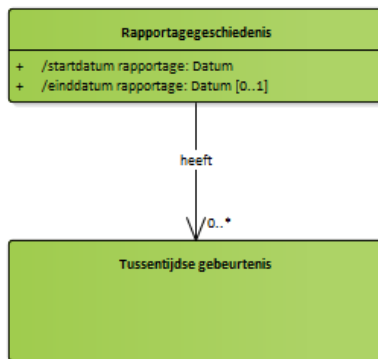 Rapportagegeschiedenis
+ /startdatum rapportage: Datum
+ /einddatum rapportage: Datum [0..1]
heeft
0..*
Tussentijdse gebeurtenis